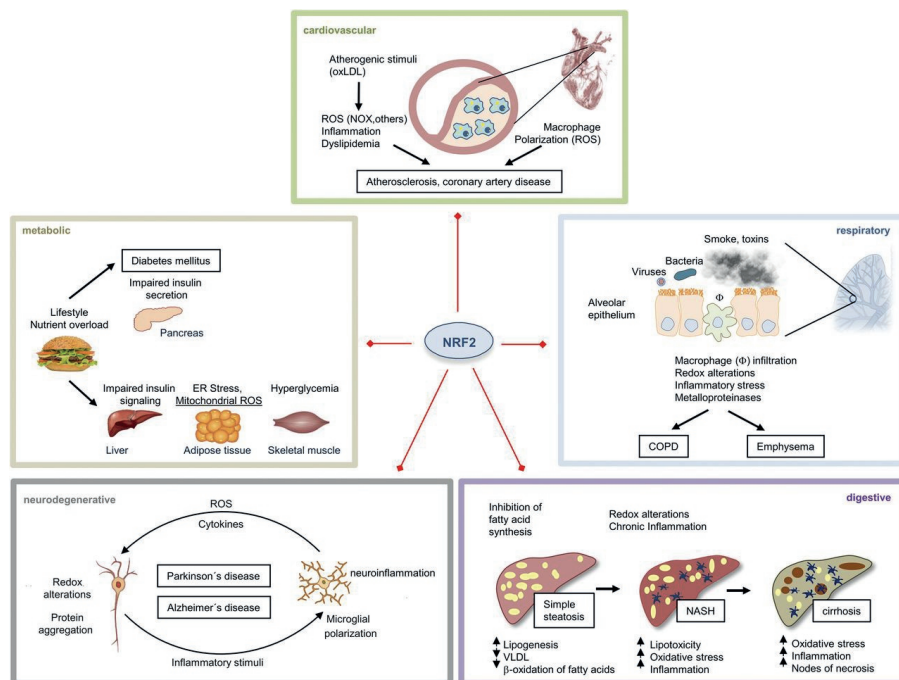 cardiovascular
Atherogenic stimuli
(oxLDL)
ROS (NOX,others)
Inflammation
Dyslipidemia
Macrophage
Polarization (ROS)
Atherosclerosis, coronary artery disease
metabolic
Diabetes mellitus
Impaired insulin
secretion
Pancreas
Lifestyle
Nutrient overload
Impaired insulin
signaling
Liver
ER Stress,
Mitochondrial ROS
Adipose tissue
Hyperglycemia
Skeletal muscle
NRF2
respiratory
Smoke, toxins
Bacteria
Viruses
Φ
Alveolar
epithelium
Macrophage (Φ) infiltration
Redox alterations
Inflammatory stress
Metalloproteinases
COPD
Emphysema
neurodegenerative
ROS
Cytokines
Redox
alterations
Protein
aggregation
Parkinson´s disease
Alzheimer´s disease
neuroinflammation
Microglial
polarization
Inflammatory stimuli
digestive
Inhibition of
fatty acid
synthesis
Simple
steatosis
Lipogenesis
VLDL
β-oxidation of fatty acids
Redox alterations
Chronic Inflammation
NASH
Lipotoxicity
Oxidative stress
Inflammation
cirrhosis
Oxidative stress
Inflammation
Nodes of necrosis